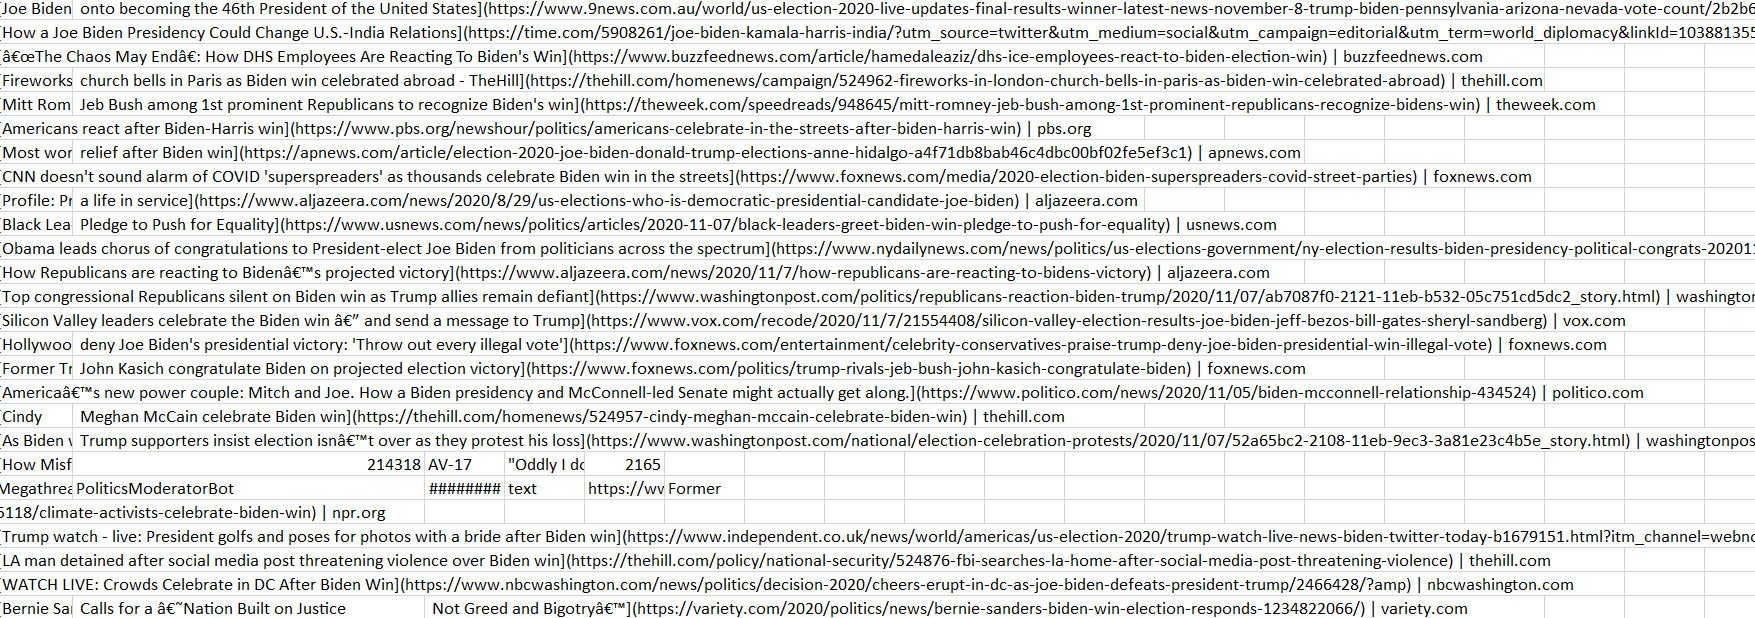 [Joe Biden onto becoming the 46th President of the United States](https://www.9news.com.au/world/us-election-2020-live-updates-final-results-winner-latest-news-november-8-trump-biden-pennsylvania-arizona-nevada-vote-count/2b2b6
[How a Joe Biden Presidency Could Change U.S.-India Relations](https://time.com/5908261/joe-biden-kamala-harris-india/?utm_source=twitter&utm_medium=social&utm_campaign=editorial&utm_term=world_diplomacy&linkId=103881355
[â€œThe Chaos May Endâ€: How DHS Employees Are Reacting To Biden's Election](https://www.buzzfeednews.com/article/hamedaleaziz/dhs-ice-employees-react-to-biden-election-win) | buzzfeednews.com
[Fireworks church bells in Paris as Biden win celebrated abroad - TheHill](https://thehill.com/homenews/campaign/524962-fireworks-in-london-church-bells-in-paris-as-biden-win-celebrated-abroad) | thehill.com
[Mitt Rom Jeb Bush among 1st prominent Republicans to recognize Biden's win](https://theweek.com/speedreads/948645/mitt-romney-jeb-bush-among-1st-prominent-republicans-recognize-bidens-win) | theweek.com
[Americans react after Biden-Harris win](https://www.pbs.org/newshour/politics/americans-celebrate-in-the-streets-after-biden-harris-win) | pbs.org
[Most wor relief after Biden win](https://apnews.com/article/election-2020-joe-biden-donald-trump-elections-anne-hidalgo-a4f71db8bab46c4dbc00bf02fe5ef3c1) | apnews.com
[CNN doesn't sound alarm of COVID 'superspreaders' as thousands celebrate Biden win in the streets](https://www.foxnews.com/media/2020-election-biden-superspreaders-covid-street-parties) | foxnews.com
[Profile: Pr a life in service](https://www.aljazeera.com/news/2020/8/29/us-elections-who-is-democratic-presidential-candidate-joe-biden) | aljazeera.com
[Black Lea Pledge to Push for Equality](https://www.usnews.com/news/politics/articles/2020-11-07/black-leaders-greet-biden-win-pledge-to-push-for-equality) | usnews.com
[Obama leads chorus of congratulations to President-elect Joe Biden from politicians across the spectrum](https://www.nydailynews.com/news/politics/us-elections-government/ny-election-results-biden-presidency-political-congrats-202011
[How Republicans are reacting to Bidenâ€™s projected victory](https://www.aljazeera.com/news/2020/11/7/how-republicans-are-reacting-to-bidens-victory) | aljazeera.com
[Top congressional Republicans silent on Biden win as Trump allies remain defiant](https://www.washingtonpost.com/politics/republicans-reaction-biden-trump/2020/11/07/ab7087f0-2121-11eb-b532-05c751cd5dc2_story.html) | washington
[Silicon Valley leaders celebrate the Biden win â€” and send a message to Trump](https://www.vox.com/recode/2020/11/7/21554408/silicon-valley-election-results-joe-biden-jeff-bezos-bill-gates-sheryl-sandberg) | vox.com
[Hollywoo deny Joe Biden's presidential victory: 'Throw out every illegal vote'](https://www.foxnews.com/entertainment/celebrity-conservatives-praise-trump-deny-joe-biden-presidential-win-illegal-vote) | foxnews.com
[Former Tr John Kasich congratulate Biden on projected election victory](https://www.foxnews.com/politics/trump-rivals-jeb-bush-john-kasich-congratulate-biden) | foxnews.com
[Americaâ€™s new power couple: Mitch and Joe. How a Biden presidency and McConnell-led Senate might actually get along.](https://www.politico.com/news/2020/11/05/biden-mcconnell-relationship-434524) | politico.com
[Cindy Meghan McCain celebrate Biden win](https://thehill.com/homenews/524957-cindy-meghan-mccain-celebrate-biden-win) | thehill.com
[As Biden v Trump supporters insist election isnâ€™t over as they protest his loss](https://www.washingtonpost.com/national/election-celebration-protests/2020/11/07/52a65bc2-2108-11eb-9ec3-3a81e23c4b5e_story.html) | washingtonpos
[How Misf 214318 AV-17 "Oddly I do 2165
Megathrea PoliticsModeratorBot ######## text https://wv Former
5118/climate-activists-celebrate-biden-win) | npr.org
[Trump watch - live: President golfs and poses for photos with a bride after Biden win](https://www.independent.co.uk/news/world/americas/us-election-2020/trump-watch-live-news-biden-twitter-today-b1679151.html?itm_channel=webno
[LA man detained after social media post threatening violence over Biden win](https://thehill.com/policy/national-security/524876-fbi-searches-la-home-after-social-media-post-threatening-violence) | thehill.com
[WATCH LIVE: Crowds Celebrate in DC After Biden Win](https://www.nbcwashington.com/news/politics/decision-2020/cheers-erupt-in-dc-as-joe-biden-defeats-president-trump/2466428/?amp) | nbcwashington.com
[Bernie Sar Calls for a â€˜Nation Built on Justice Not Greed and Bigotryâ€™](https://variety.com/2020/politics/news/bernie-sanders-biden-win-election-responds-1234822066/) | variety.com